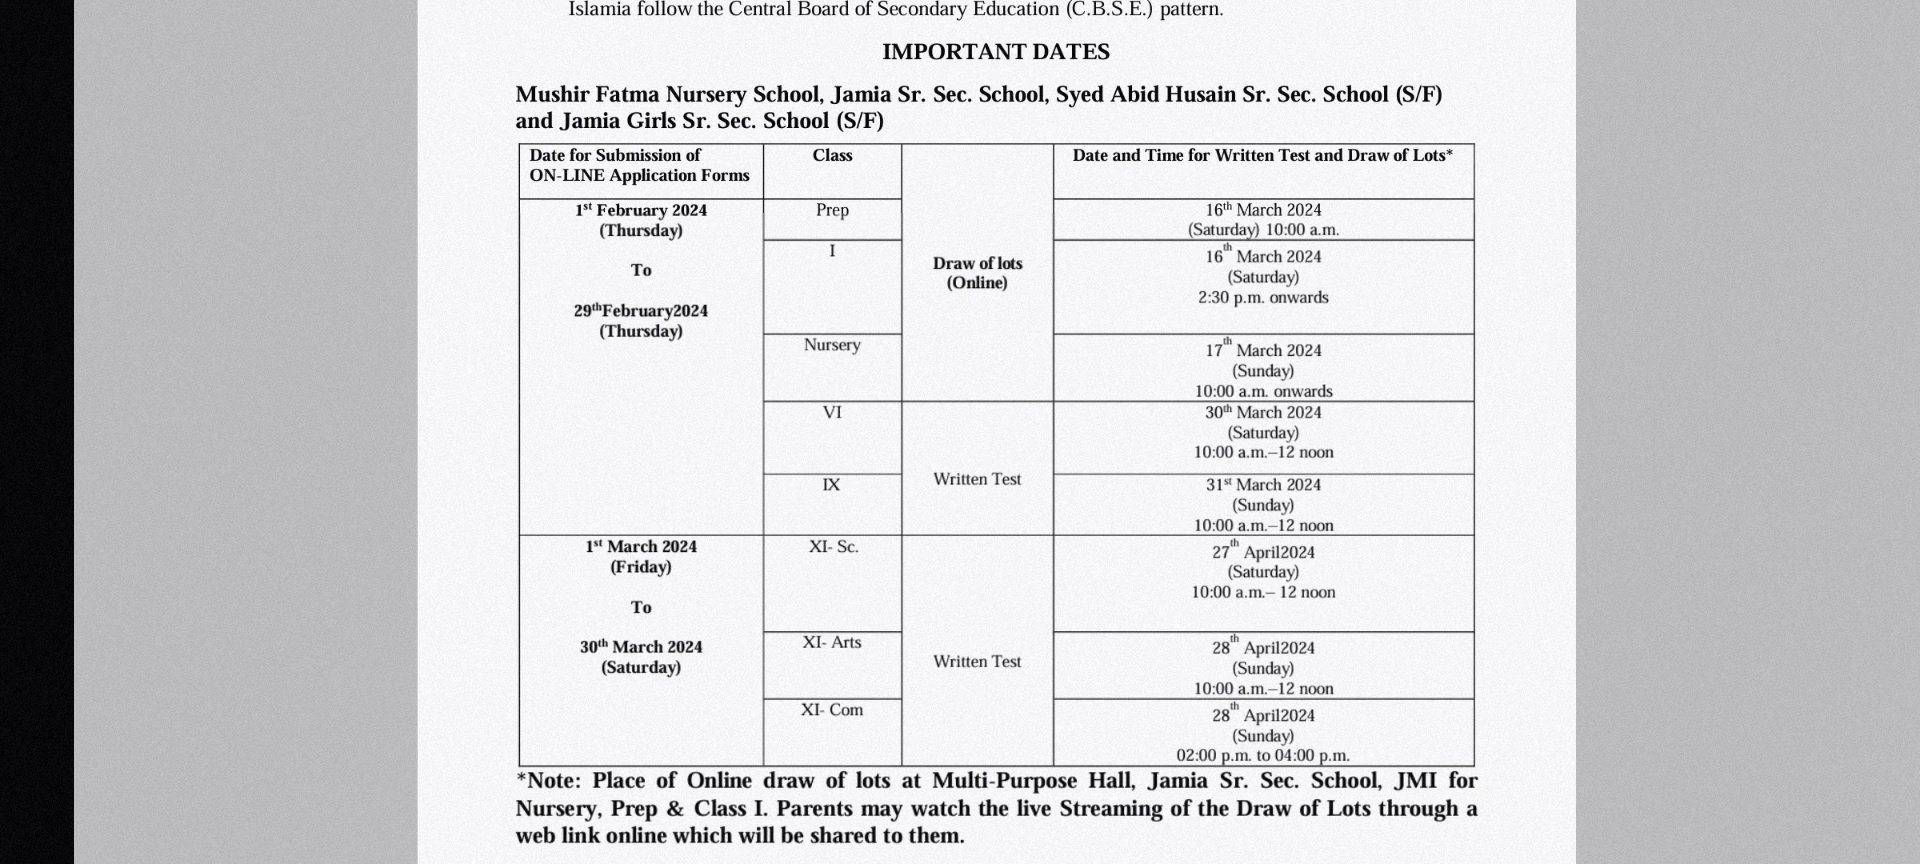 Islamia follow the Central Board of Secondary Education (C.B.S.E.) pattern.
IMPORTANT DATES
Mushir Fatma Nursery School, Jamia Sr. Sec. School, Syed Abid Husain Sr. Sec. School (S/F)
and Jamia Girls Sr. Sec. School (S/F)
Date for Submission of
ON-LINE Application Forms
Class
Date and Time for Written Test and Draw of Lots*
1st February 2024
(Thursday)
To
29thFebruary2024
(Thursday)
Prep
Draw of lots
(Online)
16th March 2024
(Saturday) 10:00 a.m.
I
16th March 2024
(Saturday)
2:30 p.m. onwards
Nursery
17th March 2024
(Sunday)
10:00 a.m. onwards
VI
Written Test
30th March 2024
(Saturday)
10:00 a.m.–12 noon
IX
31st March 2024
(Sunday)
10:00 a.m.–12 noon
1st March 2024
(Friday)
To
30th March 2024
(Saturday)
XI- Sc.
Written Test
27th April2024
(Saturday)
10:00 a.m.– 12 noon
XI- Arts
28th April2024
(Sunday)
10:00 a.m.–12 noon
XI- Com
28th April2024
(Sunday)
02:00 p.m. to 04:00 p.m.
*Note: Place of Online draw of lots at Multi-Purpose Hall, Jamia Sr. Sec. School, JMI for
Nursery, Prep & Class I. Parents may watch the live Streaming of the Draw of Lots through a
web link online which will be shared to them.